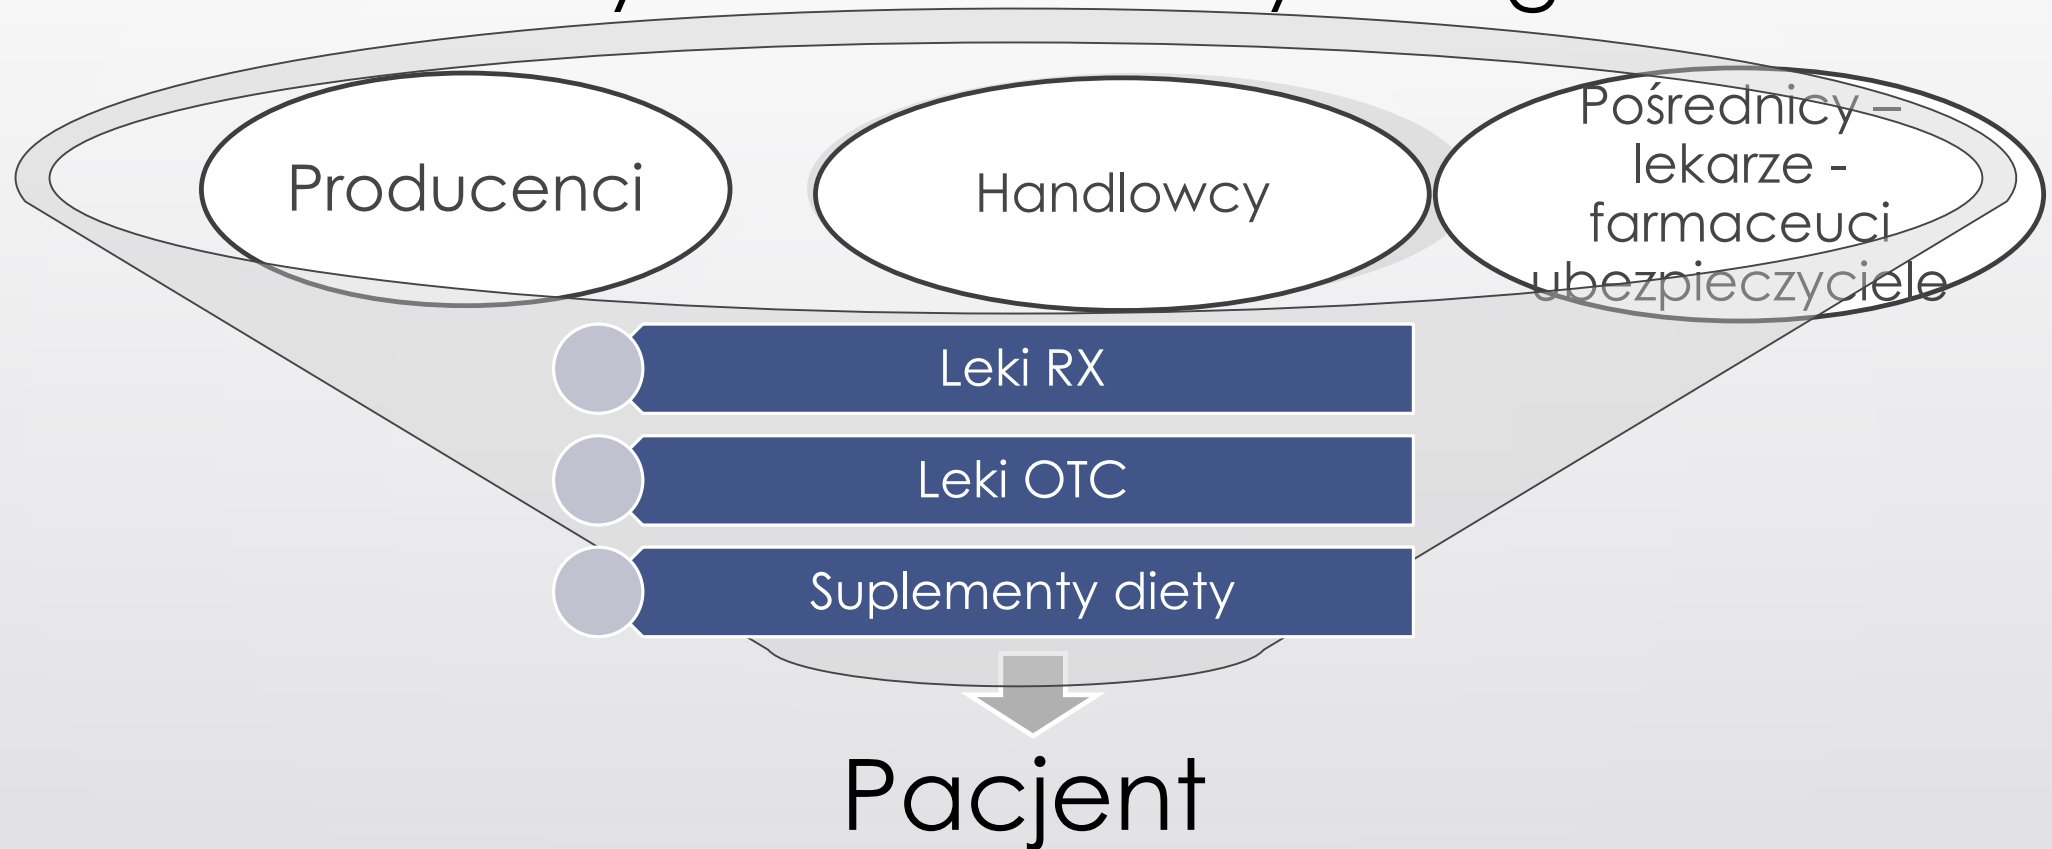 Producenci
Handlowcy
Pośrednicy –
lekarze -
farmaceuci
ubezpieczyciele
Leki RX
Leki OTC
Suplementy diety
Pacjent